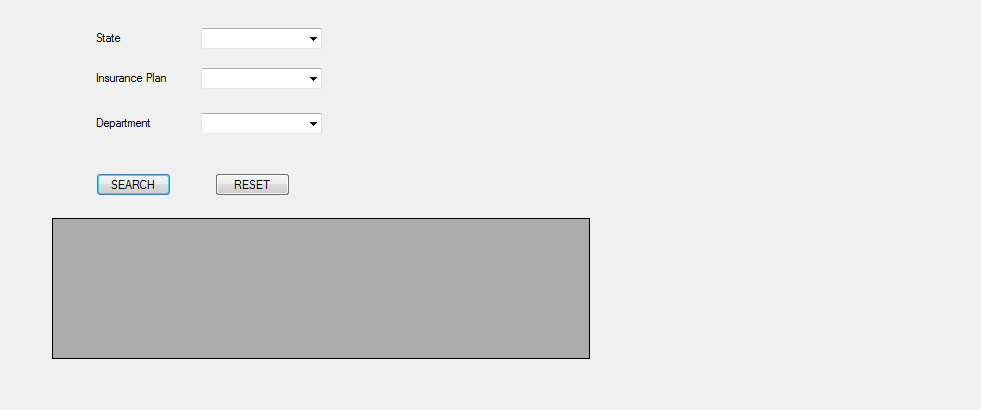 State
Insurance Plan
Department
SEARCH RESET